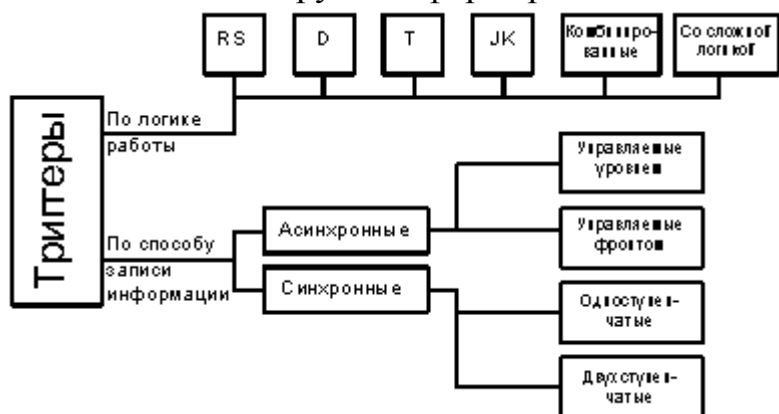 RS
D
T
JK
Комбиниро-
ванные
Со сложной
логикой
Триггеры
По логике
работы
По способу
записи
информации
Асинхронные
Синхронные
Управляемые
уровнем
Управляемые
фронтом
Одноступен-
чатые
Двухступен-
чатые